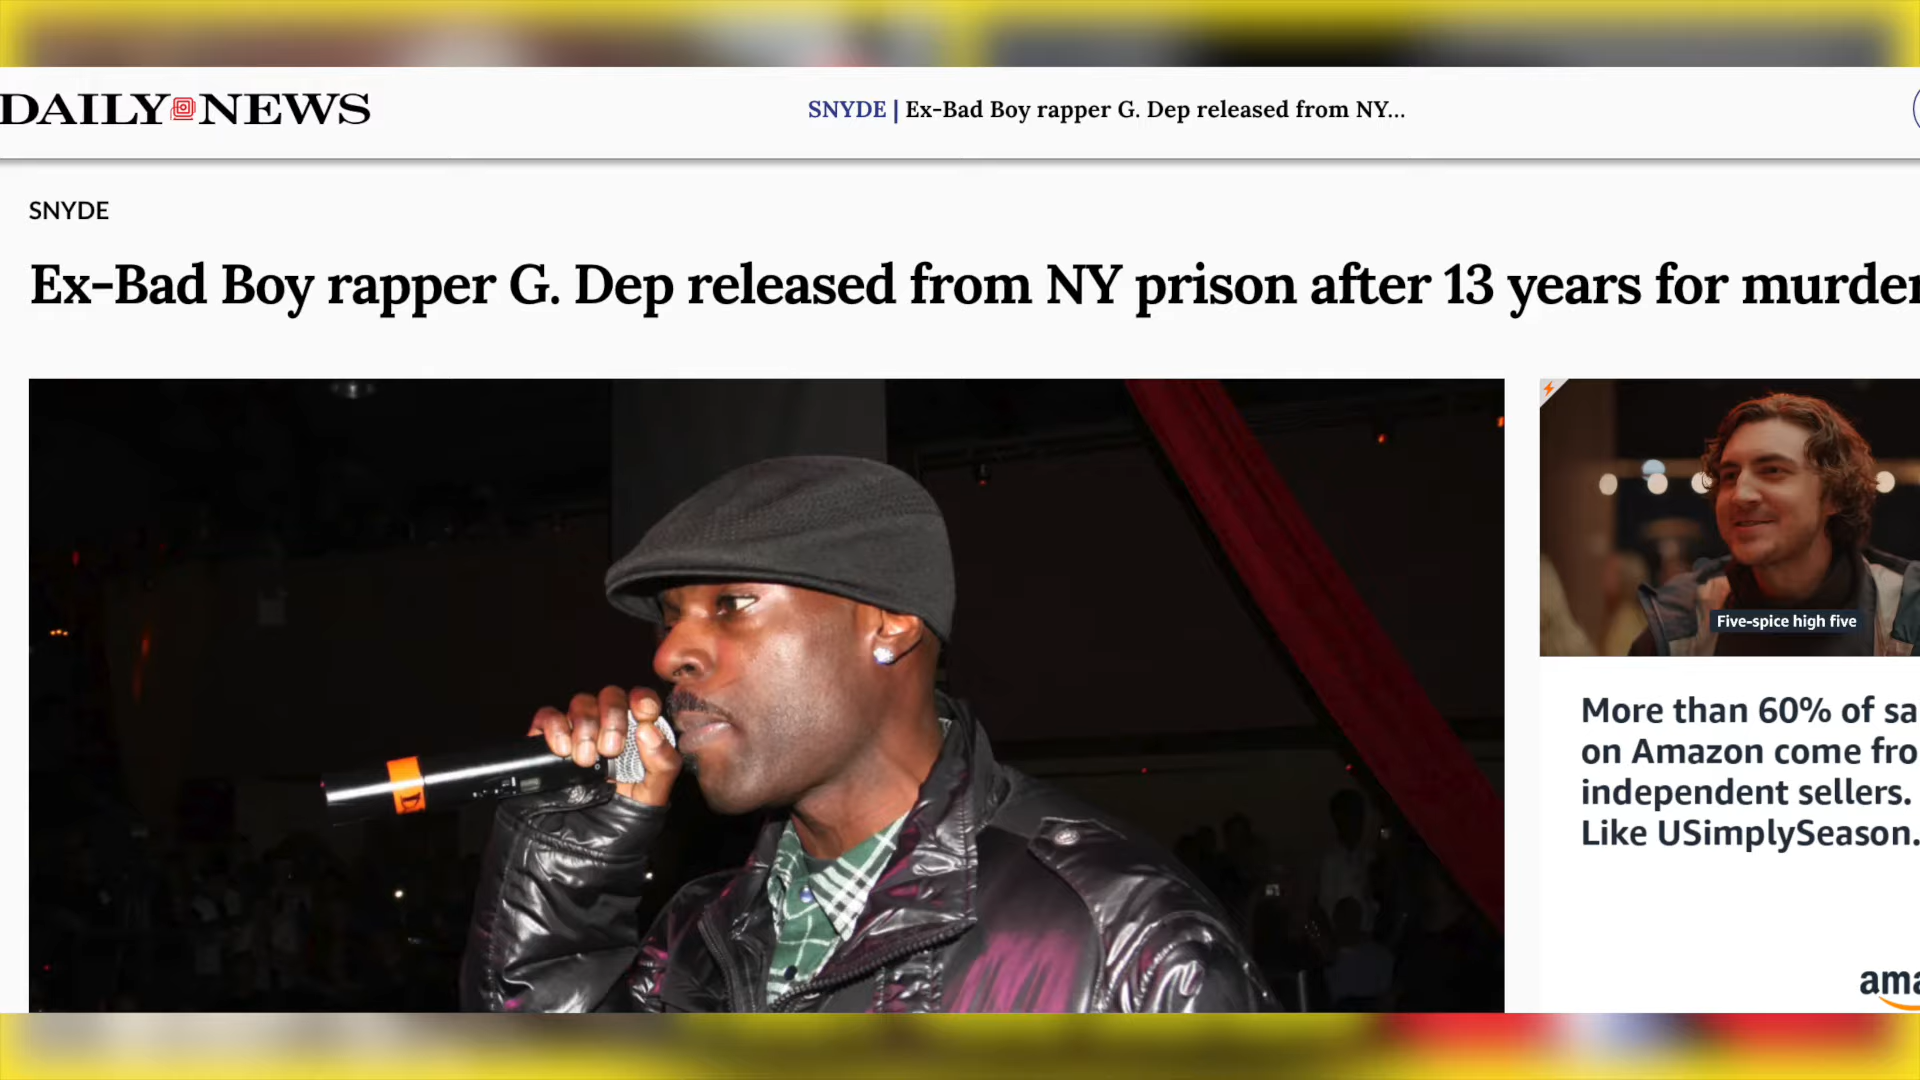 DAILY NEWS
SNYDE | Ex-Bad Boy rapper G. Dep released from NY...
SNYDE
Ex-Bad Boy rapper G. Dep released from NY prison after 13 years for murder
Five-spice high five
More than 60% of sa
on Amazon come fro
independent sellers.
Like USimplySeason.
ama